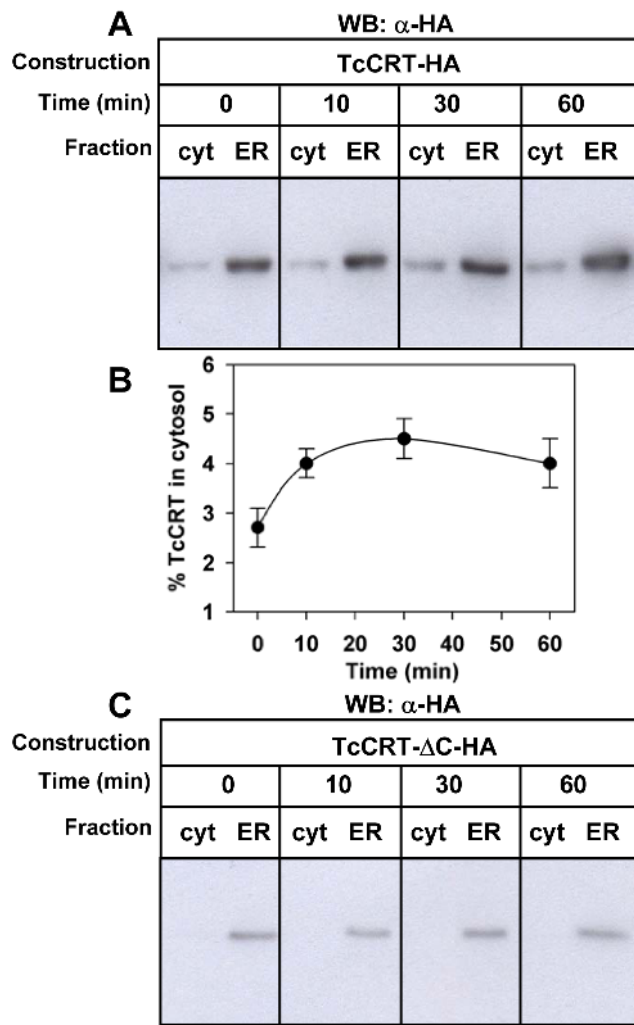 A
WB: α-HA
Construction TcCRT-HA
Time (min) 0 10 30 60
Fraction cyt ER cyt ER cyt ER cyt ER
B
% TcCRT in cytosol
6
5
4
3
2
1
0 10 20 30 40 50 60
Time (min)
C
WB: α-HA
Construction TcCRT-ΔC-HA
Time (min) 0 10 30 60
Fraction cyt ER cyt ER cyt ER cyt ER